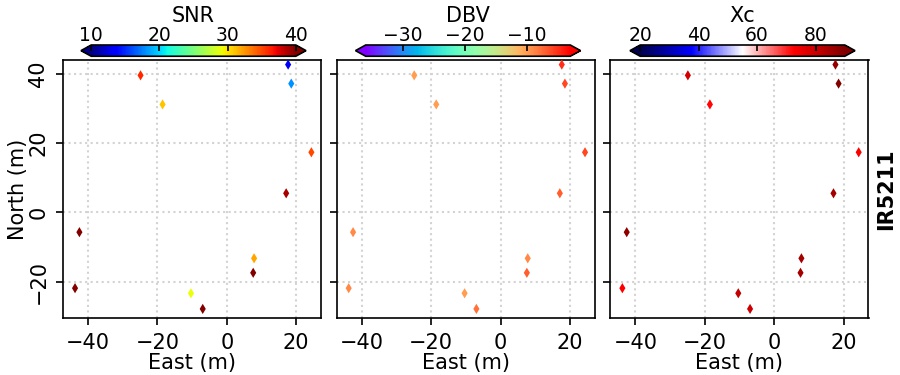 SNR DBV Xc
10 20 30 40 −30 −20 −10 20 40 60 80
40
20
0
−20
North (m)
IR5211
−40 −20 0 20 −40 −20 0 20 −40 −20 0 20
East (m) East (m) East (m)